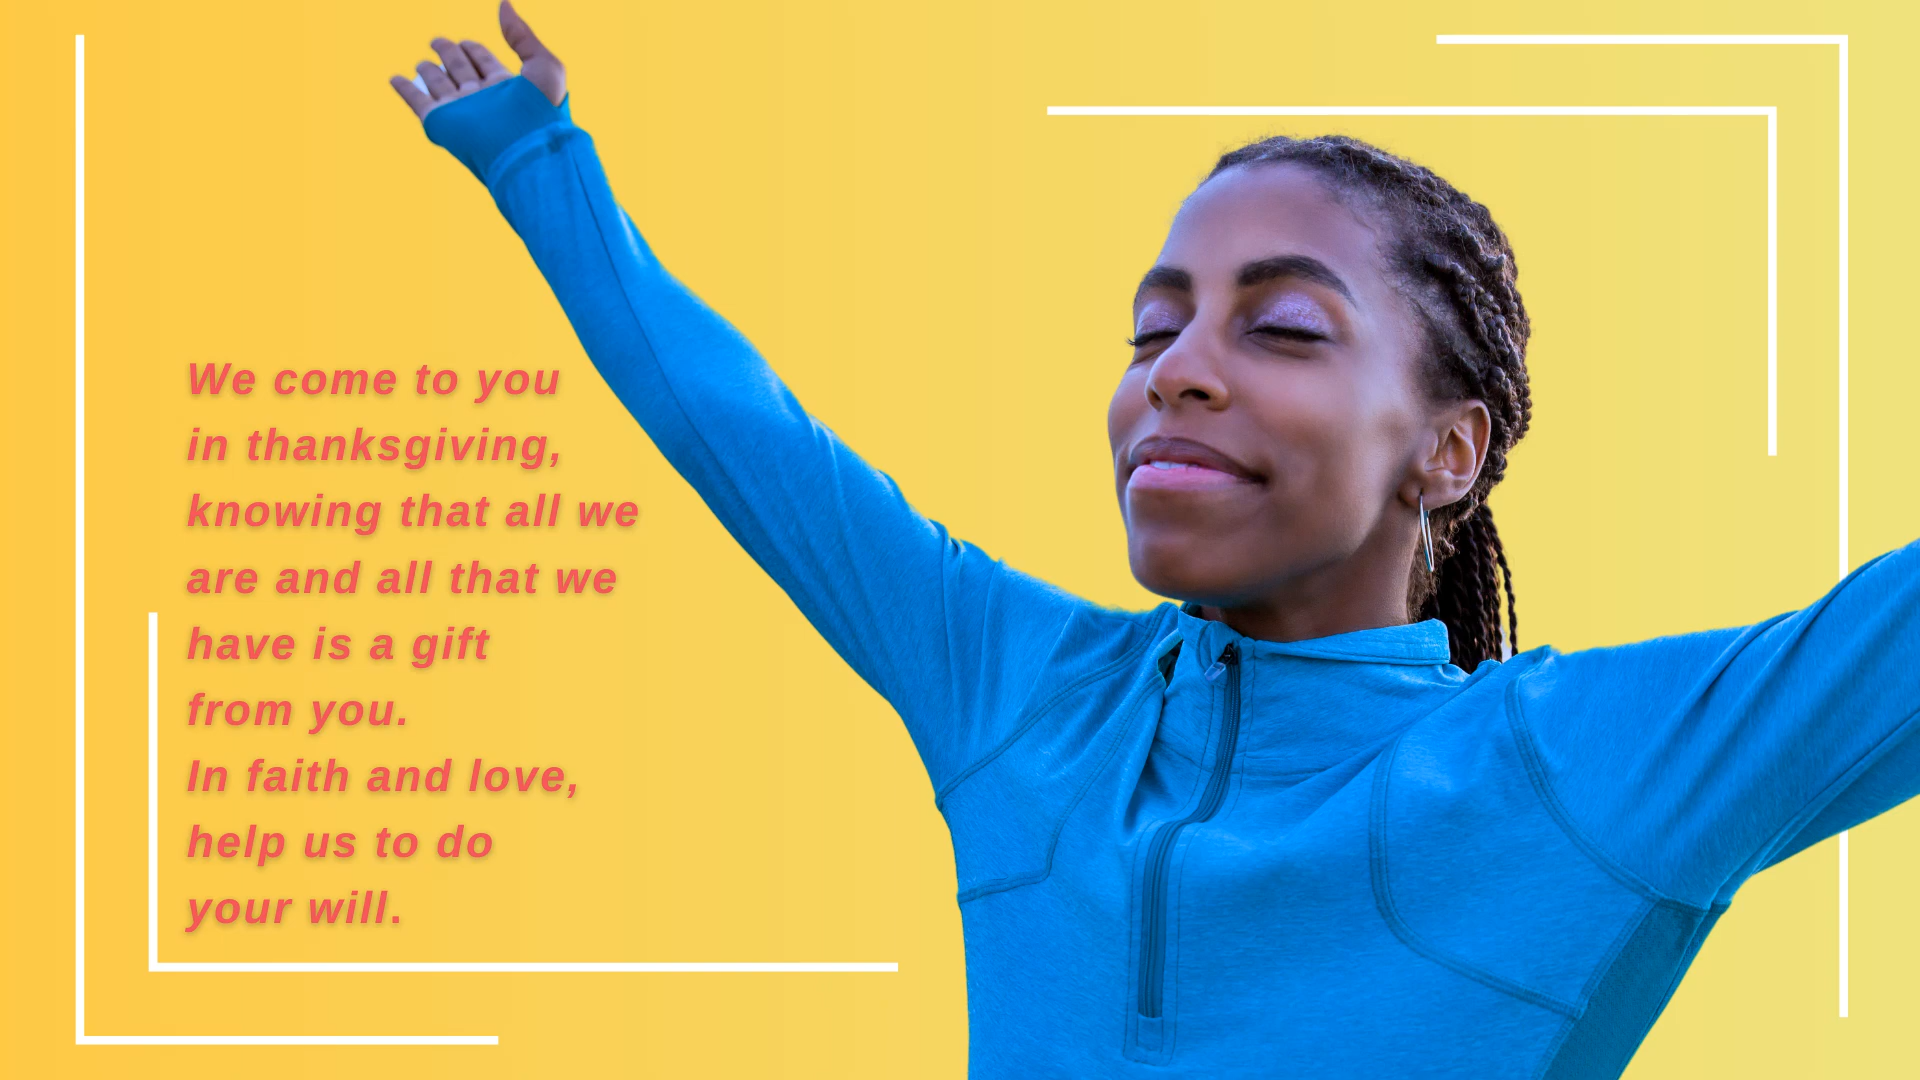 We come to you
in thanksgiving,
knowing that all we
are and all that we
have is a gift
from you.
In faith and love,
help us to do
your will.